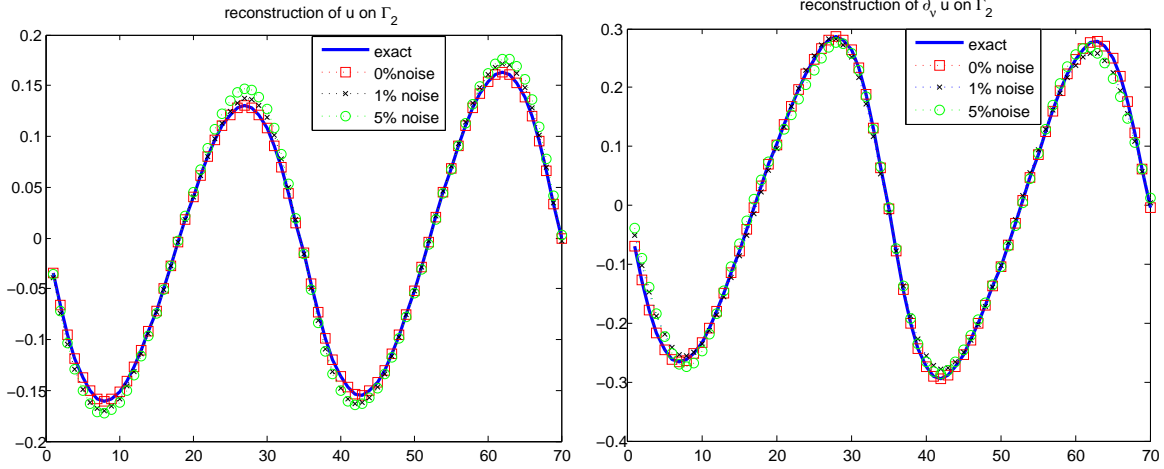 reconstruction of u on Γ₂
0.2
0.15
0.1
0.05
0
−0.05
−0.1
−0.15
−0.2
0 10 20 30 40 50 60 70
exact
0%noise
1% noise
5% noise
reconstruction of ∂ᵥ u on Γ₂
0.3
0.2
0.1
0
−0.1
−0.2
−0.3
−0.4
0 10 20 30 40 50 60 70
exact
0% noise
1% noise
5%noise